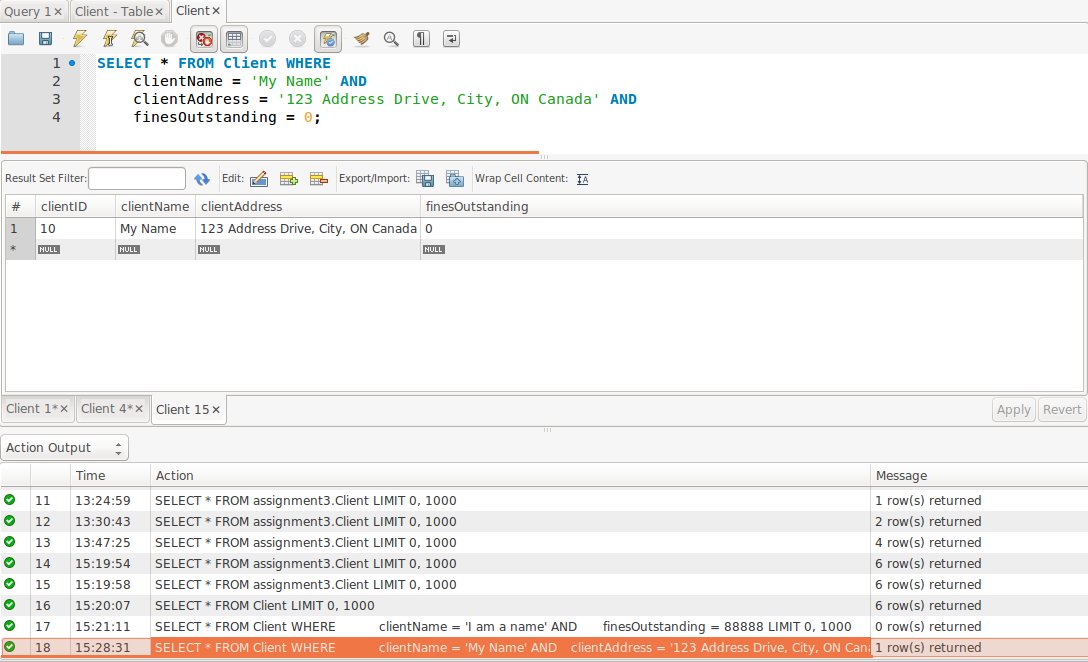 Query 1 Client - Table Client
1 SELECT * FROM Client WHERE
2 clientName = 'My Name' AND
3 clientAddress = '123 Address Drive, City, ON Canada' AND
4 finesOutstanding = 0;
Result Set Filter: Edit: Export/Import: Wrap Cell Content:
# clientID clientName clientAddress finesOutstanding
1 10 My Name 123 Address Drive, City, ON Canada 0
* NULL NULL NULL NULL
Client 1* Client 4* Client 15 Apply Revert
Action Output
Time Action Message
11 13:24:59 SELECT * FROM assignment3.Client LIMIT 0, 1000 1 row(s) returned
12 13:30:43 SELECT * FROM assignment3.Client LIMIT 0, 1000 2 row(s) returned
13 13:47:25 SELECT * FROM assignment3.Client LIMIT 0, 1000 4 row(s) returned
14 15:19:54 SELECT * FROM assignment3.Client LIMIT 0, 1000 6 row(s) returned
15 15:19:58 SELECT * FROM assignment3.Client LIMIT 0, 1000 6 row(s) returned
16 15:20:07 SELECT * FROM Client LIMIT 0, 1000 6 row(s) returned
17 15:21:11 SELECT * FROM Client WHERE clientName = 'I am a name' AND finesOutstanding = 88888 LIMIT 0, 1000 0 row(s) returned
18 15:28:31 SELECT * FROM Client WHERE clientName = 'My Name' AND clientAddress = '123 Address Drive, City, ON Cana 1 row(s) returned